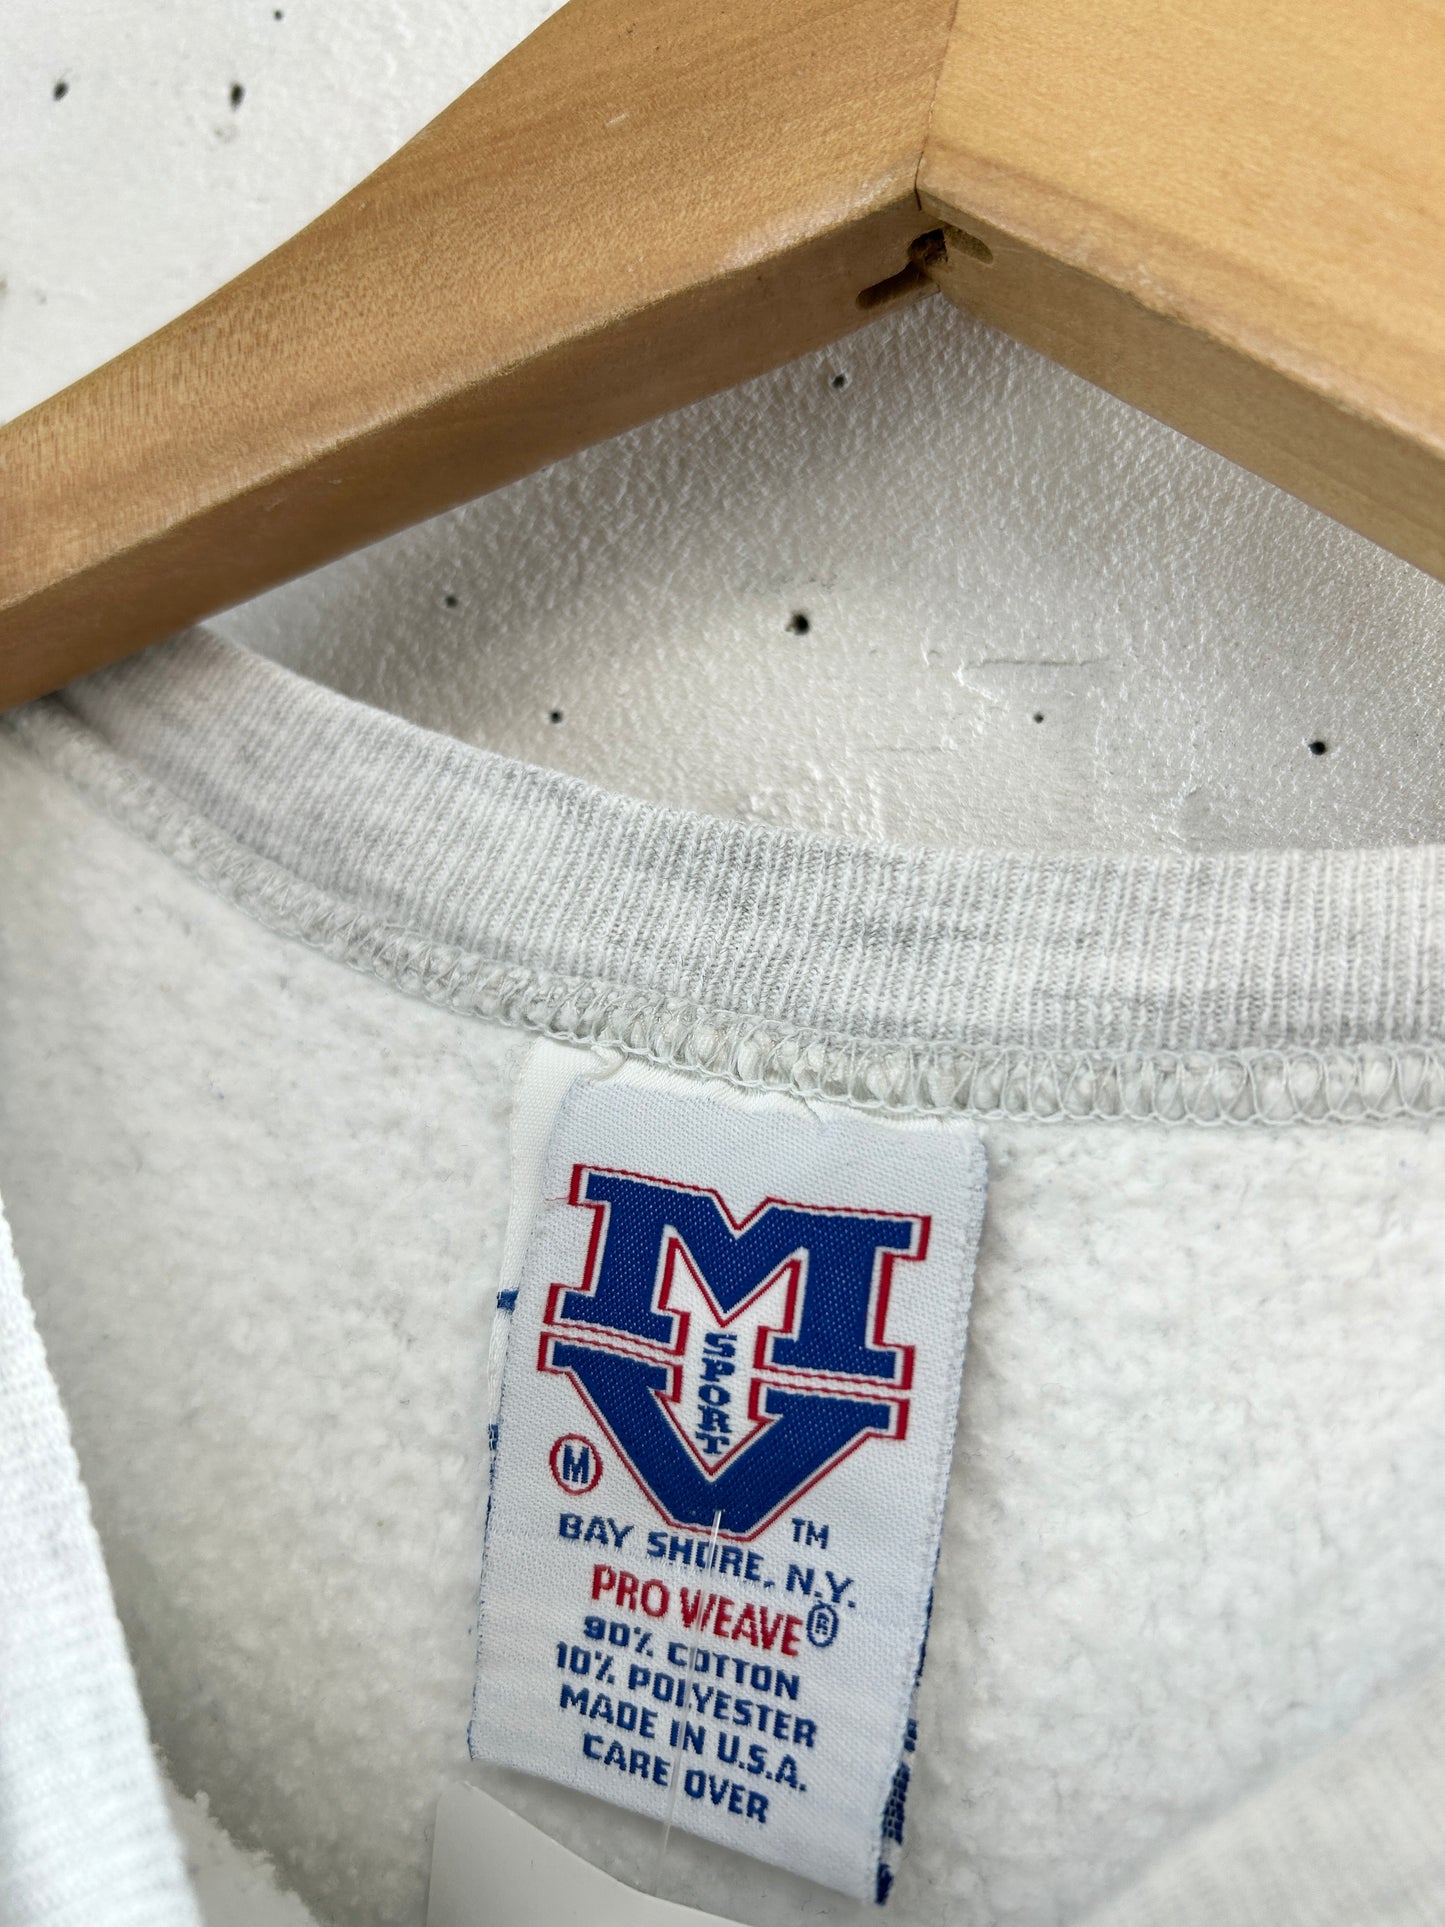 MV
SPORT
M
TM
BAY SHORE, N.Y.
PRO WEAVE®
90% COTTON
10% POLYESTER
MADE IN U.S.A.
CARE OVER